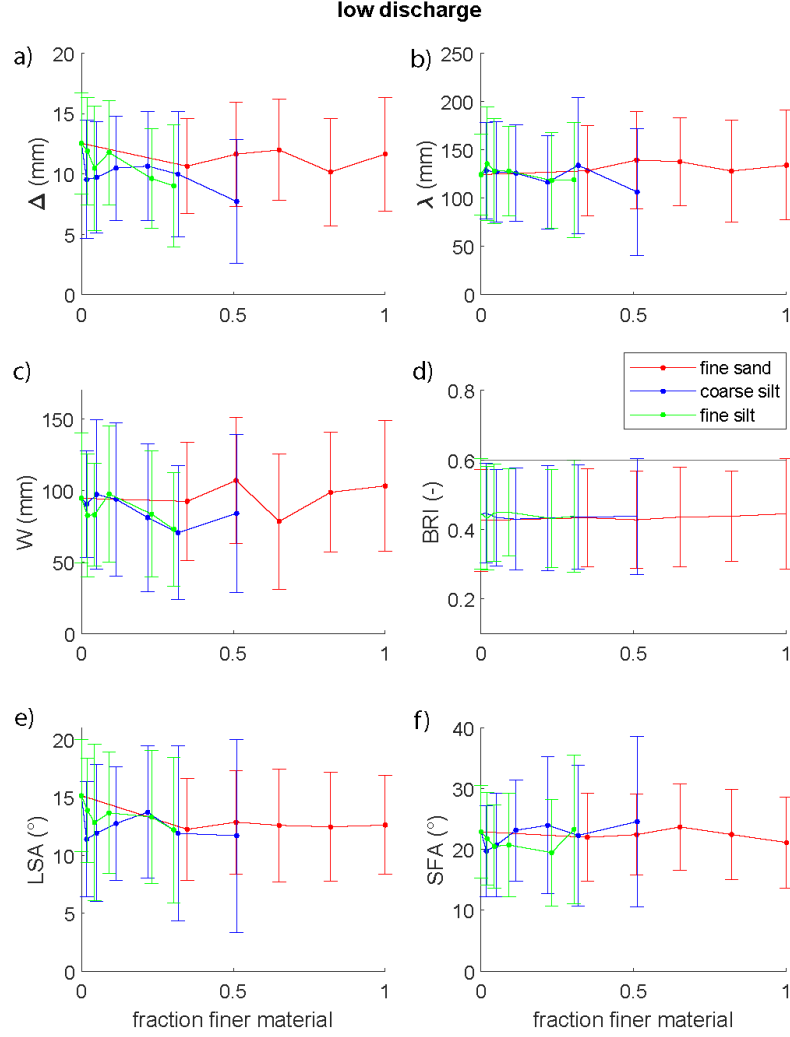 low discharge
a)
20
15
10
5
0
Δ (mm)
0
0.5
1
b)
250
200
150
100
50
0
λ (mm)
0
0.5
1
c)
150
100
50
0
W (mm)
0
0.5
1
fine sand
coarse silt
fine silt
d)
0.8
0.6
0.4
0.2
BRI (-)
0
0.5
1
e)
20
15
10
5
0
LSA (°)
0
0.5
1
fraction finer material
f)
40
30
20
10
0
SFA (°)
0
0.5
1
fraction finer material